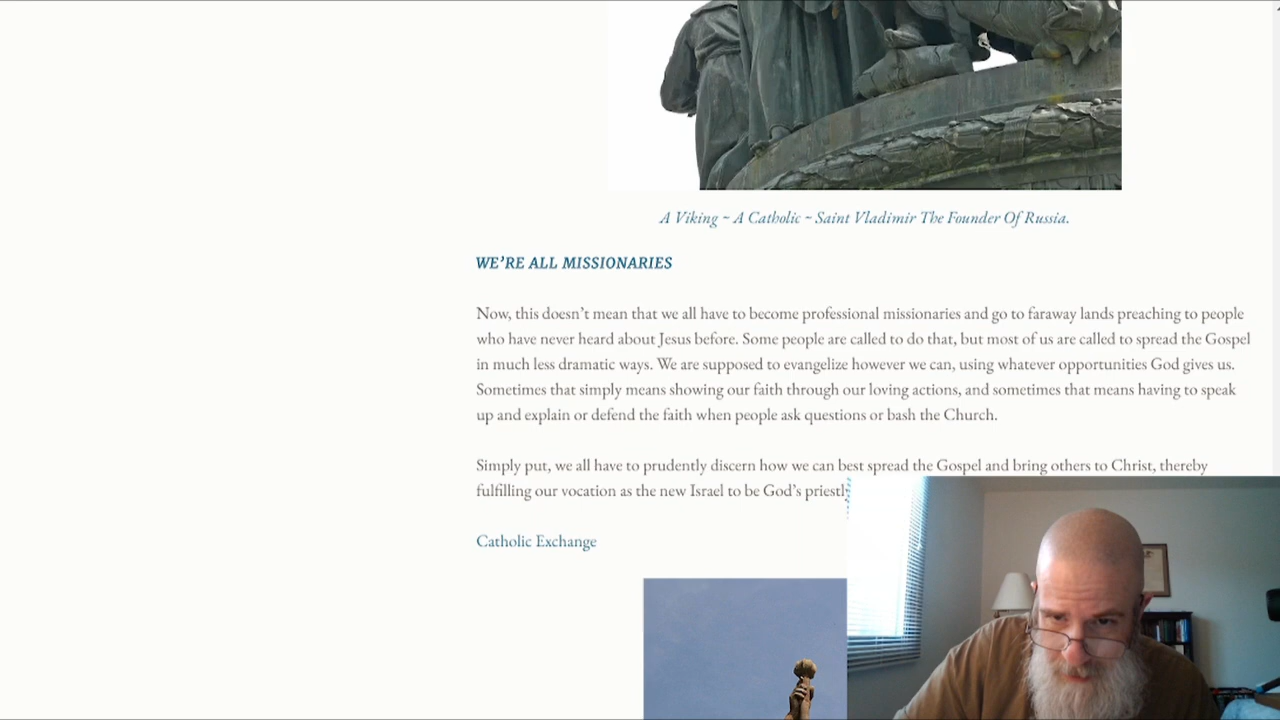 A Viking ~ A Catholic ~ Saint Vladimir The Founder Of Russia.
WE'RE ALL MISSIONARIES
Now, this doesn't mean that we all have to become professional missionaries and go to faraway lands preaching to people
who have never heard about Jesus before. Some people are called to do that, but most of us are called to spread the Gospel
in much less dramatic ways. We are supposed to evangelize however we can, using whatever opportunities God gives us.
Sometimes that simply means showing our faith through our loving actions, and sometimes that means having to speak
up and explain or defend the faith when people ask questions or bash the Church.
Simply put, we all have to prudently discern how we can best spread the Gospel and bring others to Christ, thereby
fulfilling our vocation as the new Israel to be God's priestly
Catholic Exchange